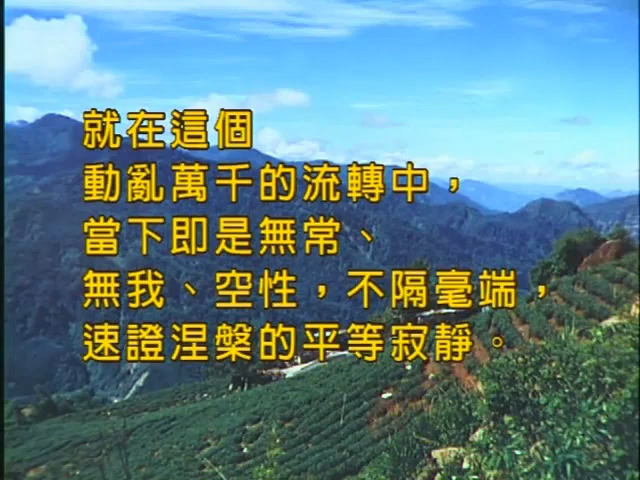 就在這個
動亂萬千的流轉中，
當下即是無常、
無我、空性，不隔毫端，
速證涅槃的平等寂靜。